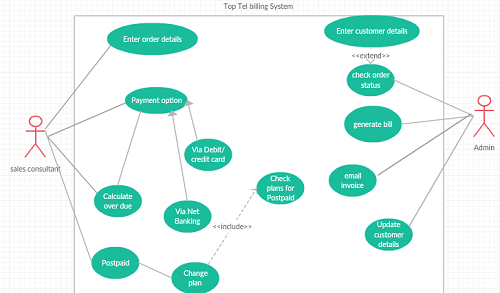 Top Tel billing System
Enter order details
Enter customer details
<<extend>>
check order
status
Payment option
generate bill
sales consultant
Admin
Via Debit/
credit card
Check
plans for
Postpaid
email
invoice
Calculate
over due
Via Net
Banking
<<include>>
Update
customer
details
Postpaid
Change
plan